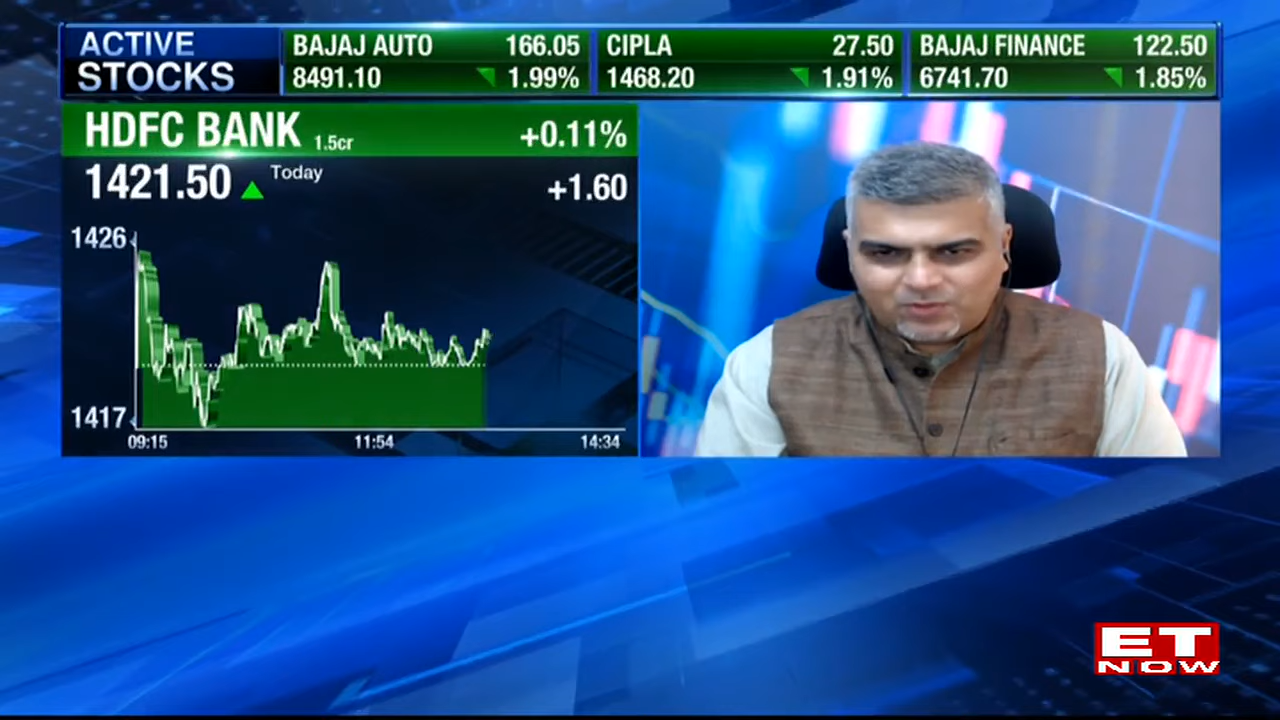 ACTIVE STOCKS
BAJAJ AUTO 166.05
8491.10 1.99%
CIPLA 27.50
1468.20 1.91%
BAJAJ FINANCE 122.50
6741.70 1.85%
HDFC BANK 1.5cr +0.11%
1421.50 Today +1.60
1426
1417
09:15 11:54 14:34
ET
NOW